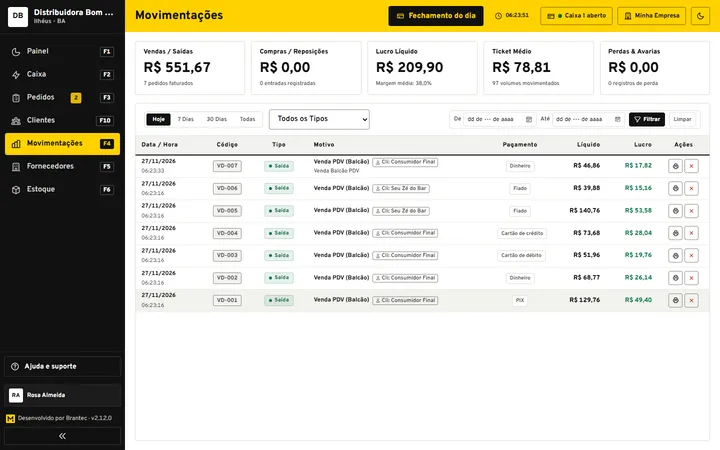 DB
Distribuidora Bom ...
Ilhéus • BA
Painel F1
Caixa F2
Pedidos 2 F3
Clientes F10
Movimentações F4
Fornecedores F5
Estoque F6
Ajuda e suporte
RA Rosa Almeida
Desenvolvido por Brantec • v2.12.0
Movimentações
Fechamento do dia
06:23:51
Caixa 1 aberto
Minha Empresa
Vendas / Saídas
R$ 551,67
7 pedidos faturados
Compras / Reposições
R$ 0,00
0 entradas registradas
Lucro Líquido
R$ 209,90
Margem média: 38,0%
Ticket Médio
R$ 78,81
97 volumes movimentados
Perdas & Avarias
R$ 0,00
0 registros de perda
Hoje 7 Dias 30 Dias Todas
Todos os Tipos
De dd de --- de aaaa
Até dd de --- de aaaa
Filtrar
Limpar
Data / Hora Código Tipo Motivo Pagamento Líquido Lucro Ações
27/11/2026 VD-007 Saída Venda PDV (Balcão) Cli: Consumidor Final Dinheiro R$ 46,86 R$ 17,82
06:23:33 Venda Balcão PDV
27/11/2026 VD-006 Saída Venda PDV (Balcão) Cli: Seu Zé do Bar Fiado R$ 39,88 R$ 15,16
06:23:16
27/11/2026 VD-005 Saída Venda PDV (Balcão) Cli: Seu Zé do Bar Fiado R$ 140,76 R$ 53,58
06:23:16
27/11/2026 VD-004 Saída Venda PDV (Balcão) Cli: Consumidor Final Cartão de crédito R$ 73,68 R$ 28,04
06:23:16
27/11/2026 VD-003 Saída Venda PDV (Balcão) Cli: Consumidor Final Cartão de débito R$ 51,96 R$ 19,76
06:23:16
27/11/2026 VD-002 Saída Venda PDV (Balcão) Cli: Consumidor Final Dinheiro R$ 68,77 R$ 26,14
06:23:16
27/11/2026 VD-001 Saída Venda PDV (Balcão) Cli: Consumidor Final PIX R$ 129,76 R$ 49,40
06:23:16